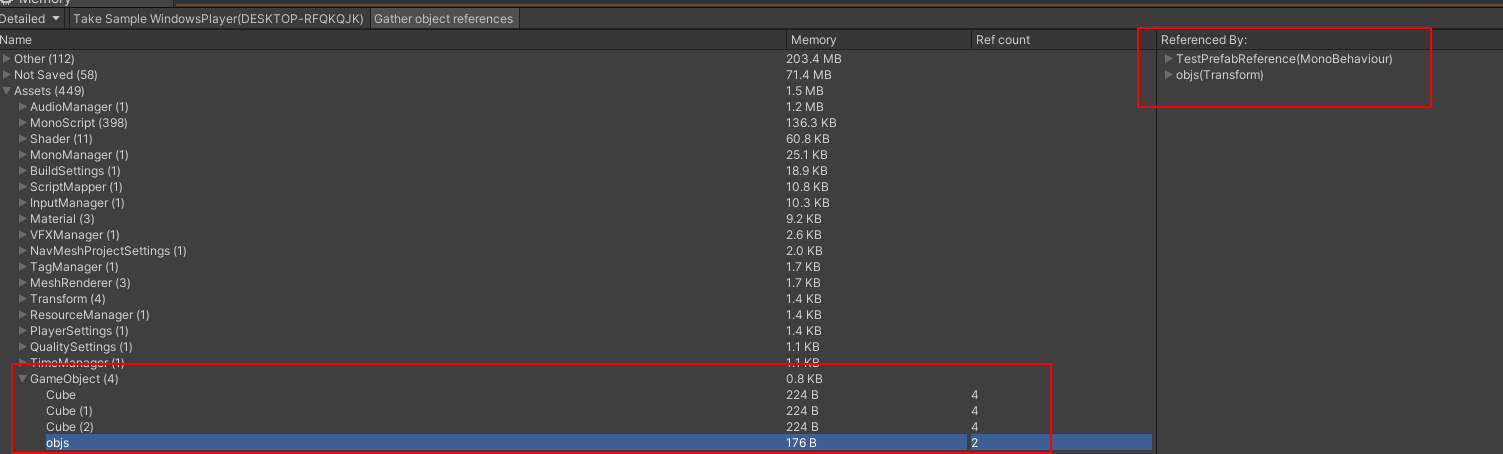 Memory
Detailed Take Sample WindowsPlayer(DESKTOP-RFQKQJK) Gather object references
Name Memory Ref count Referenced By:
Other (112) 203.4 MB TestPrefabReference(MonoBehaviour)
Not Saved (58) 71.4 MB objs(Transform)
Assets (449) 1.5 MB
AudioManager (1) 1.2 MB
MonoScript (398) 136.3 KB
Shader (11) 60.8 KB
MonoManager (1) 25.1 KB
BuildSettings (1) 18.9 KB
ScriptMapper (1) 10.8 KB
InputManager (1) 10.3 KB
Material (3) 9.2 KB
VFXManager (1) 2.6 KB
NavMeshProjectSettings (1) 2.0 KB
TagManager (1) 1.7 KB
MeshRenderer (3) 1.7 KB
Transform (4) 1.4 KB
ResourceManager (1) 1.4 KB
PlayerSettings (1) 1.4 KB
QualitySettings (1) 1.1 KB
TimeManager (1) 1.1 KB
GameObject (4) 0.8 KB
Cube 224 B 4
Cube (1) 224 B 4
Cube (2) 224 B 4
objs 176 B 2